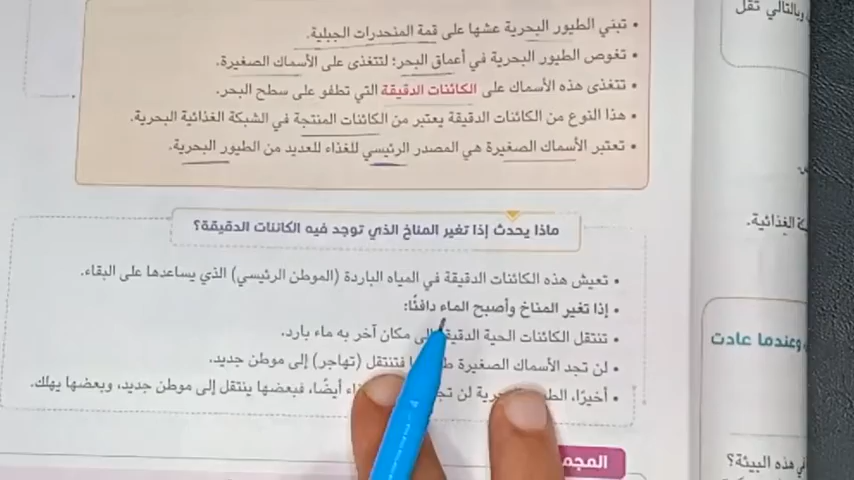 تبني الطيور البحرية عشها على قمة المنحدرات الجبلية.
تغوص الطيور البحرية في أعماق البحر؛ لتتغذى على الأسماك الصغيرة.
تتغذى هذه الأسماك على الكائنات الدقيقة التي تطفو على سطح البحر.
هذا النوع من الكائنات الدقيقة يعتبر من الكائنات المنتجة في الشبكة الغذائية البحرية.
تعتبر الأسماك الصغيرة هي المصدر الرئيسي للغذاء للعديد من الطيور البحرية.
ماذا يحدث إذا تغير المناخ الذي توجد فيه الكائنات الدقيقة؟
تعيش هذه الكائنات الدقيقة في المياه الباردة (الموطن الرئيسي) الذي يساعدها على البقاء.
إذا تغير المناخ وأصبح الماء دافئًا:
تنتقل الكائنات الحية الدقيقة إلى مكان آخر به ماء بارد.
لن تجد الأسماك الصغيرة فتنتقل (تهاجر) إلى موطن جديد.
أخيرًا، لن أيضًا، فبعضها ينتقل إلى موطن جديد، وبعضها يهلك.
وبالتالي تقل
الغذائية.
وعندما عادت
في هذه البيئة؟